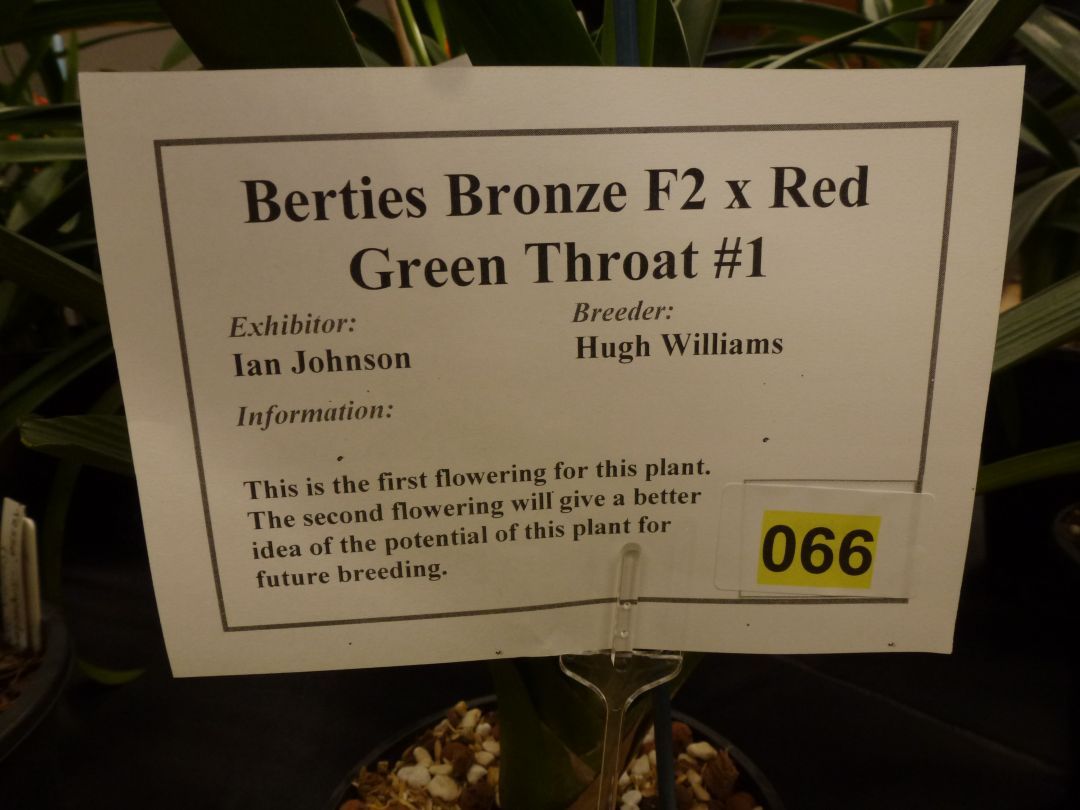 Berties Bronze F2 x Red
Green Throat #1
Exhibitor:
Ian Johnson
Breeder:
Hugh Williams
Information:
This is the first flowering for this plant.
The second flowering will give a better
idea of the potential of this plant for
future breeding.
066